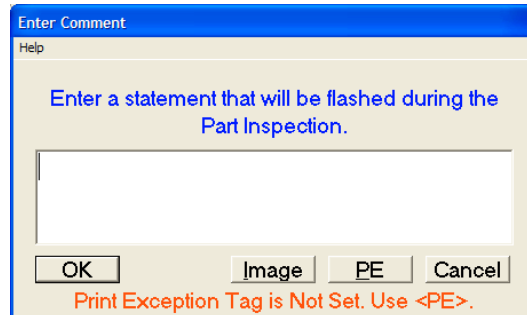 Enter Comment
Help
Enter a statement that will be flashed during the
Part Inspection.
OK Image PE Cancel
Print Exception Tag is Not Set. Use <PE>.